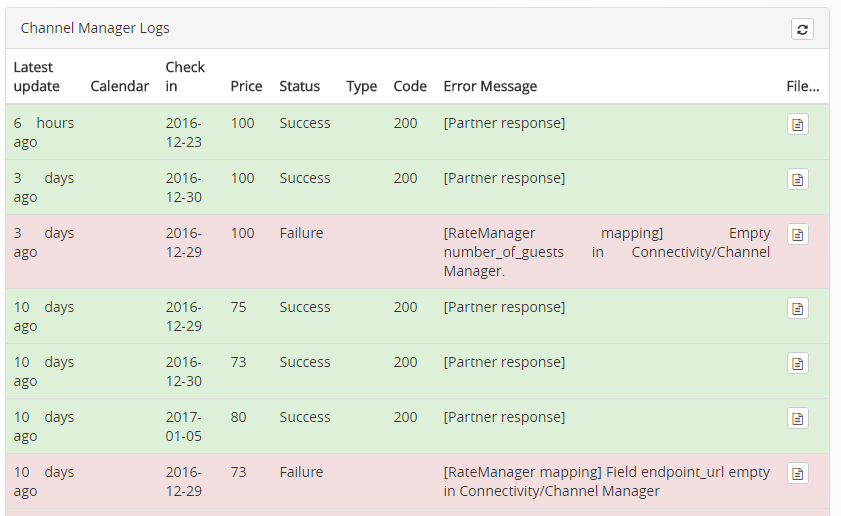 Channel Manager Logs
Latest update Calendar Check in Price Status Type Code Error Message File...
6 hours ago 2016-12-23 100 Success 200 [Partner response]
3 days ago 2016-12-30 100 Success 200 [Partner response]
3 days ago 2016-12-29 100 Failure [RateManager mapping] Empty number_of_guests in Connectivity/Channel Manager.
10 days ago 2016-12-29 75 Success 200 [Partner response]
10 days ago 2016-12-30 73 Success 200 [Partner response]
10 days ago 2017-01-05 80 Success 200 [Partner response]
10 days ago 2016-12-29 73 Failure [RateManager mapping] Field endpoint_url empty in Connectivity/Channel Manager